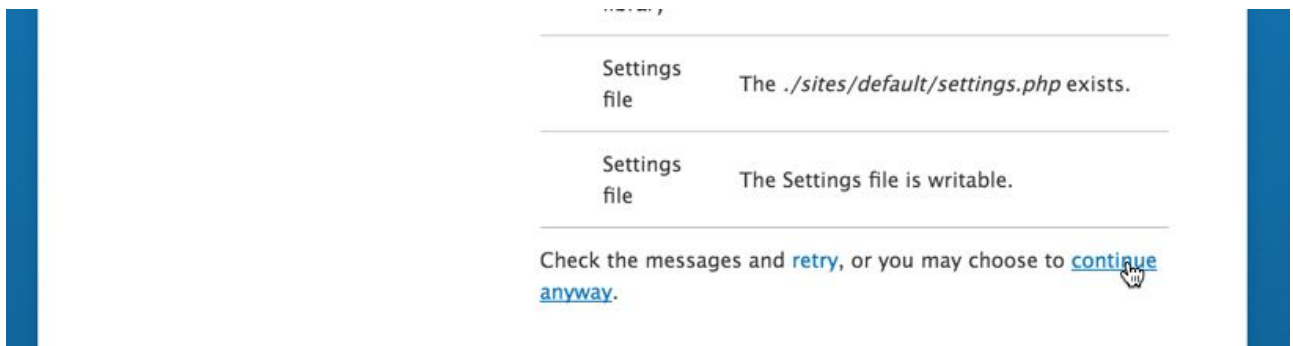 Settings
file
The ./sites/default/settings.php exists.
Settings
file
The Settings file is writable.
Check the messages and retry, or you may choose to continue
anyway.